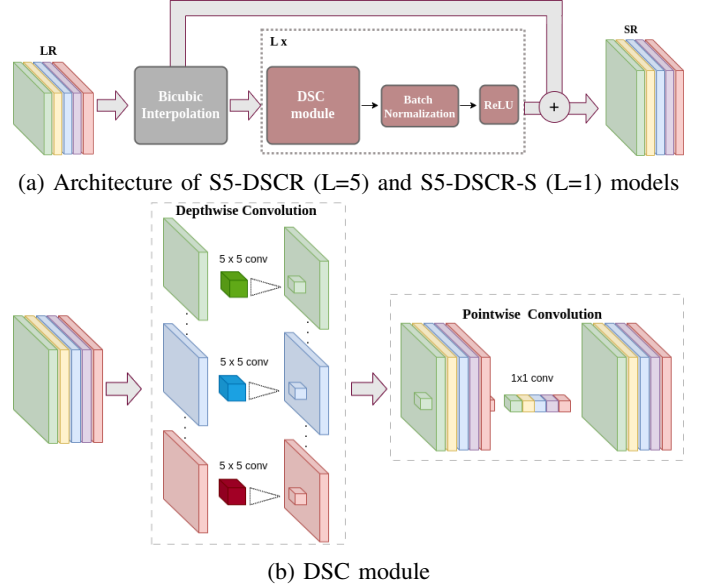 LR
Bicubic
Interpolation
L x
DSC
module
Batch
Normalization
ReLU
+
SR
(a) Architecture of S5-DSCR (L=5) and S5-DSCR-S (L=1) models
Depthwise Convolution
5 x 5 conv
5 x 5 conv
5 x 5 conv
Pointwise Convolution
1x1 conv
(b) DSC module